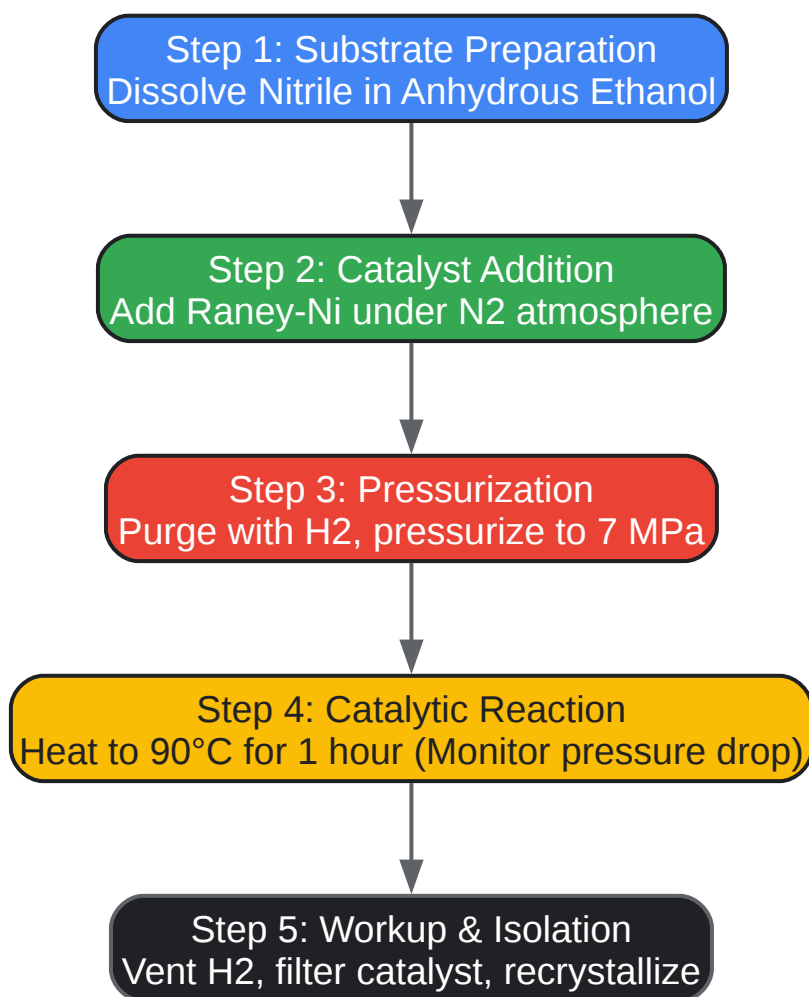 Step 1: Substrate Preparation
Dissolve Nitrile in Anhydrous Ethanol
Step 2: Catalyst Addition
Add Raney-Ni under N2 atmosphere
Step 3: Pressurization
Purge with H2, pressurize to 7 MPa
Step 4: Catalytic Reaction
Heat to 90°C for 1 hour (Monitor pressure drop)
Step 5: Workup & Isolation
Vent H2, filter catalyst, recrystallize